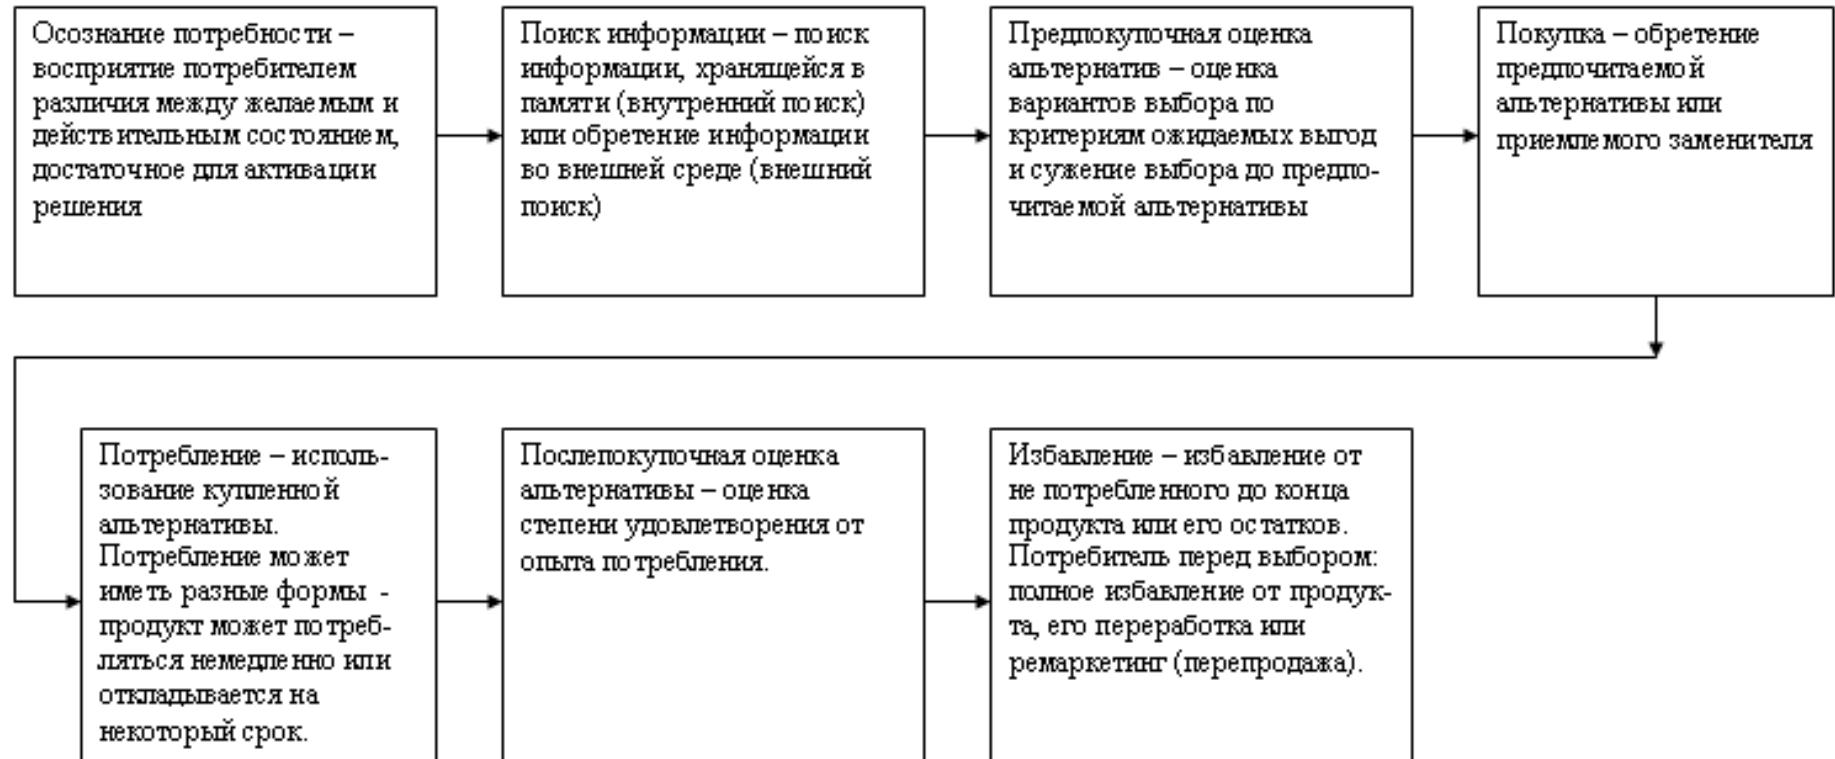 Осознание потребности –
восприятие потребителем
различия между желаемым и
действительным состоянием,
достаточное для активации
решения
Поиск информации – поиск
информации, хранящейся в
памяти (внутренний поиск)
или обретение информации
во внешней среде (внешний
поиск)
Предпокупочная оценка
альтернатив – оценка
вариантов выбора по
критериям ожидаемых выгод
и сужение выбора до предпо-
читаемой альтернативы
Покупка – обретение
предпочитаемой
альтернативы или
приемлемого заменителя
Потребление – исполь-
зование купленной
альтернативы.
Потребление может
иметь разные формы -
продукт может потреб-
ляться немедленно или
откладывается на
некоторый срок.
Послепокупочная оценка
альтернативы – оценка
степени удовлетворения от
опыта потребления.
Избавление – избавление от
не потребленного до конца
продукта или его остатков.
Потребитель перед выбором:
полное избавление от продук-
та, его переработка или
ремаркетинг (перепродажа).